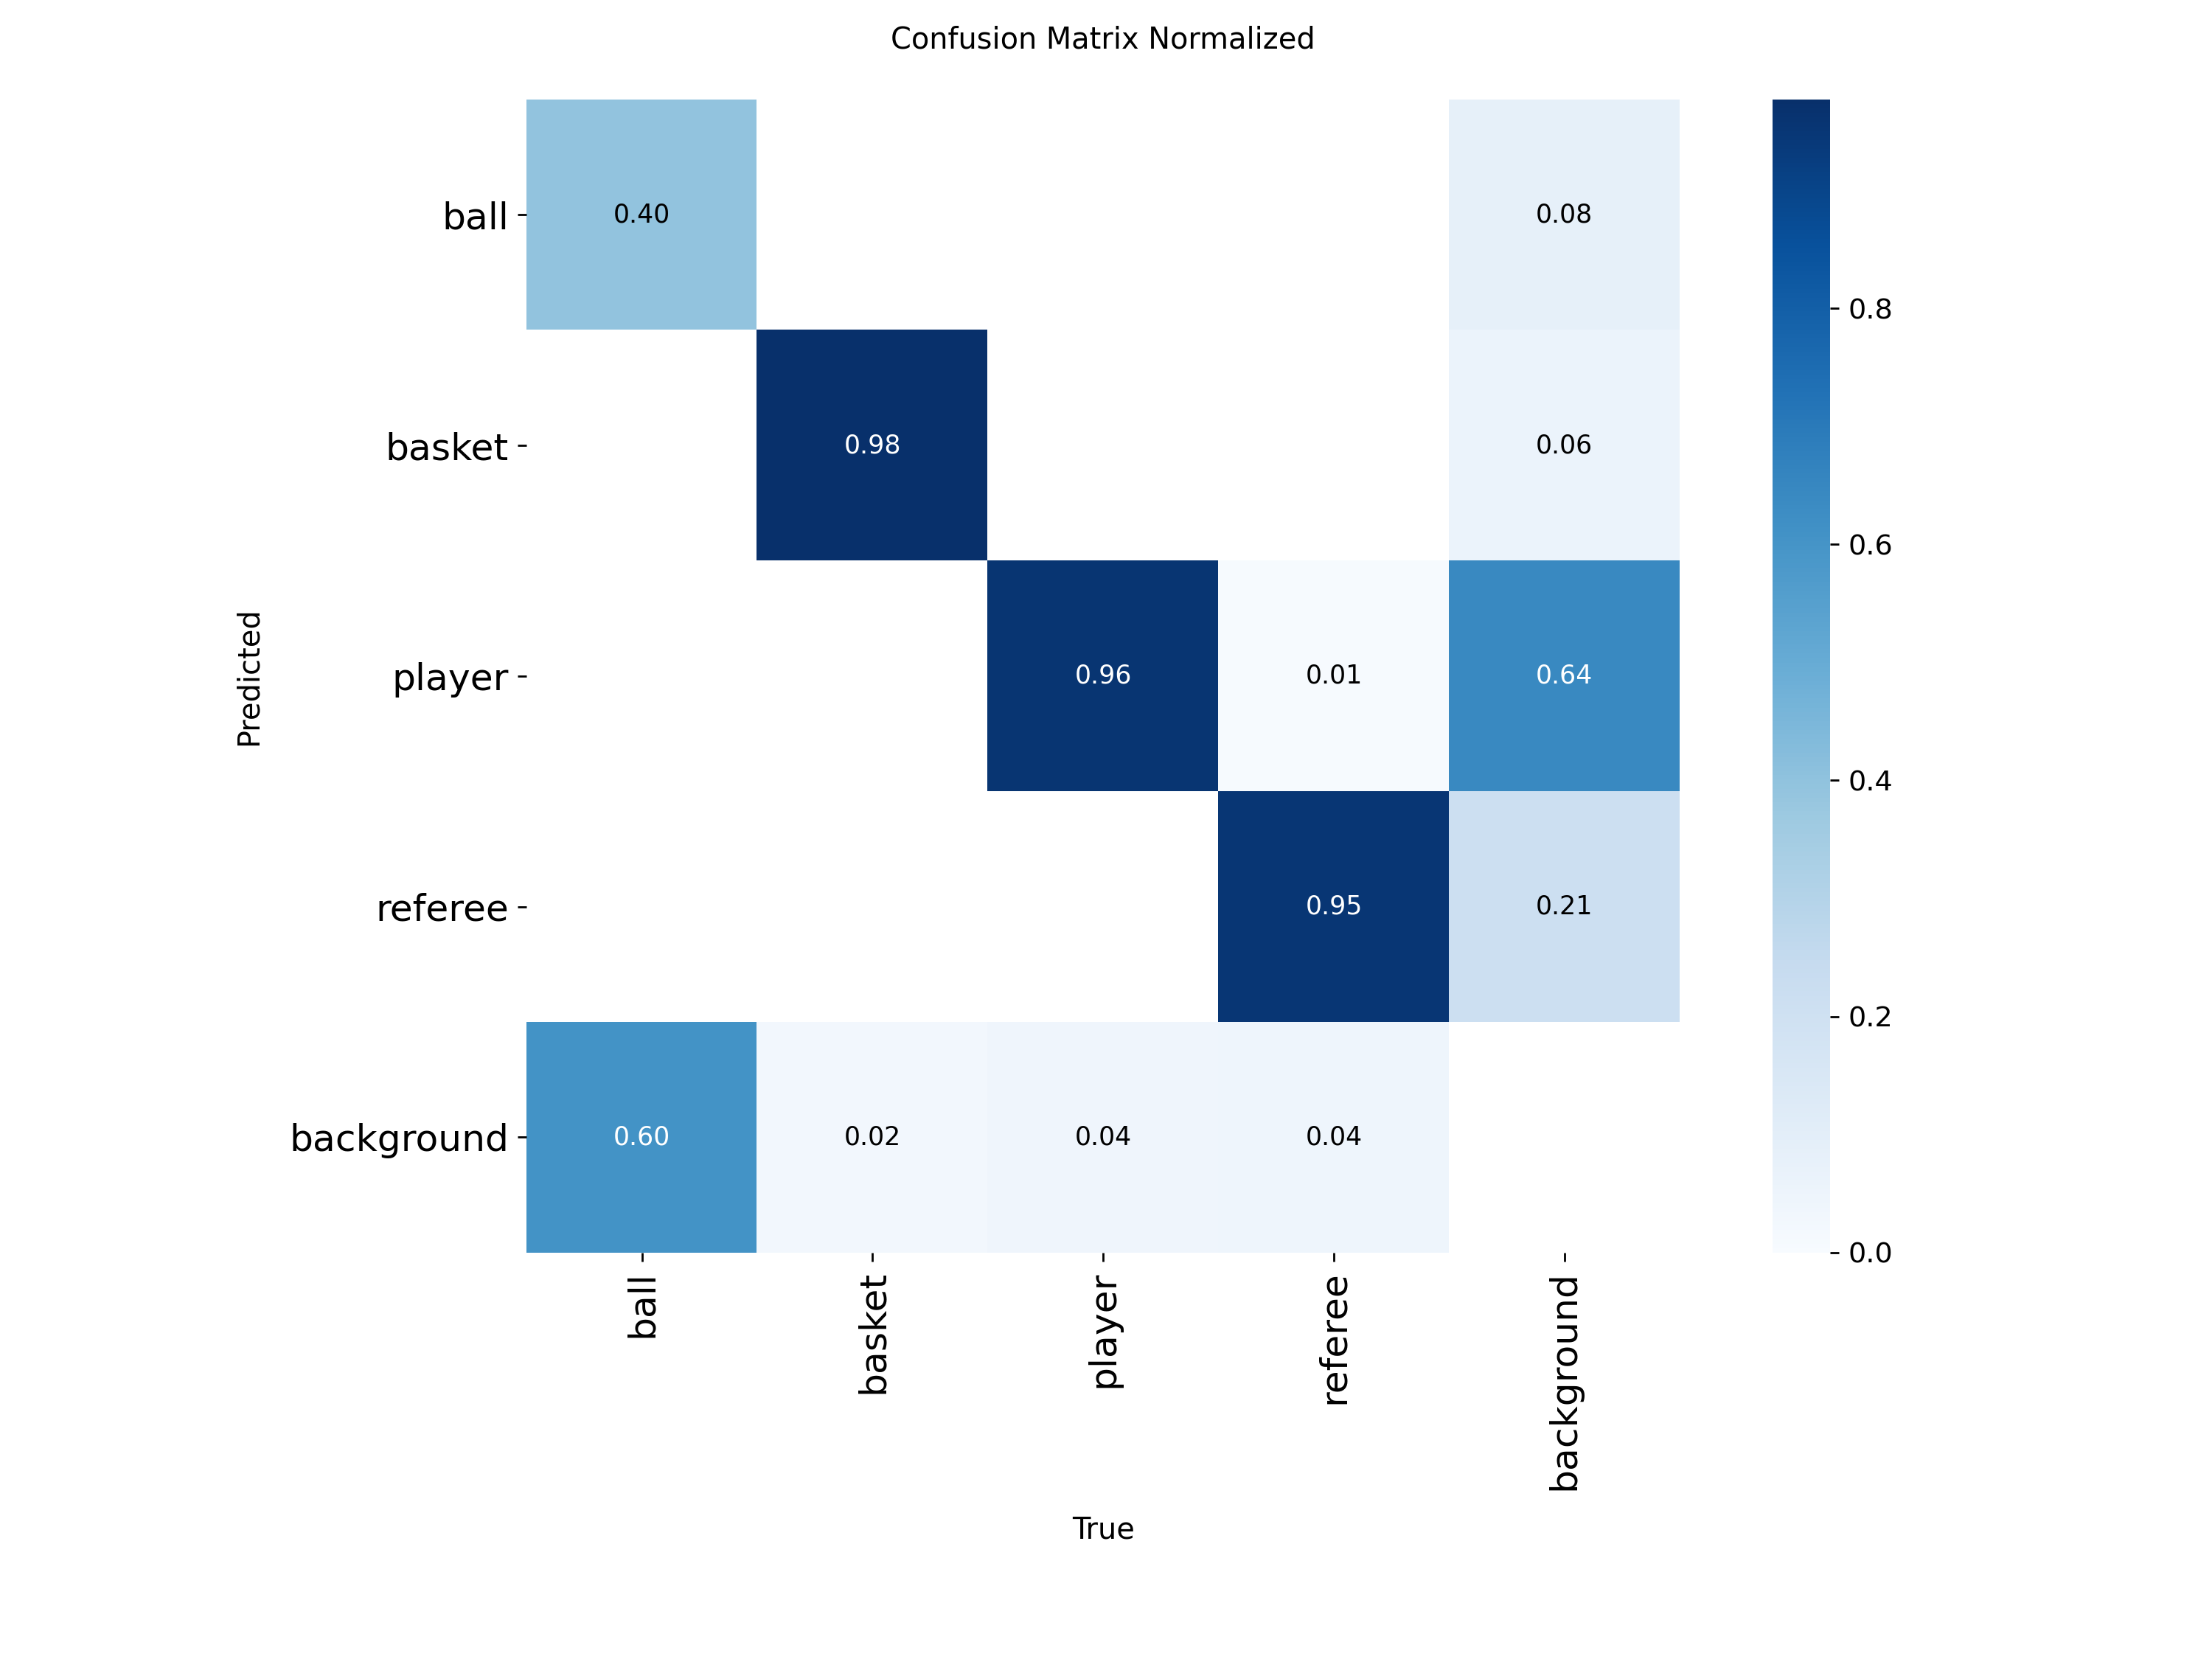 Confusion Matrix Normalized
ball
0.40
0.08
basket
0.98
0.06
player
0.96
0.01
0.64
referee
0.95
0.21
background
0.60
0.02
0.04
0.04
Predicted
ball
basket
player
referee
background
True
0.8
0.6
0.4
0.2
0.0